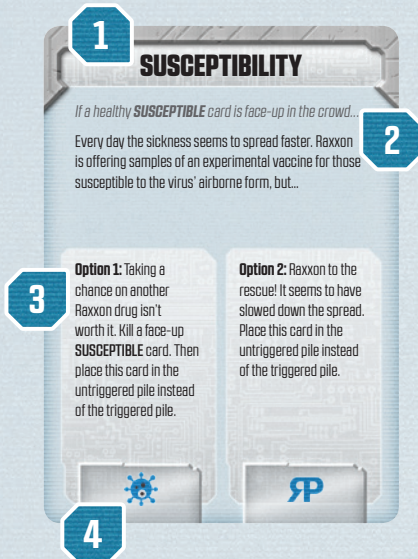 1
SUSCEPTIBILITY
If a healthy SUSCEPTIBLE card is face-up in the crowd...
2
Every day the sickness seems to spread faster. Raxxon
is offering samples of an experimental vaccine for those
susceptible to the virus' airborne form, but...
3
Option 1: Taking a
chance on another
Raxxon drug isn't
worth it. Kill a face-up
SUSCEPTIBLE card. Then
place this card in the
untriggered pile instead
of the triggered pile.
Option 2: Raxxon to the
rescue! It seems to have
slowed down the spread.
Place this card in the
untriggered pile instead
of the triggered pile.
RP
4